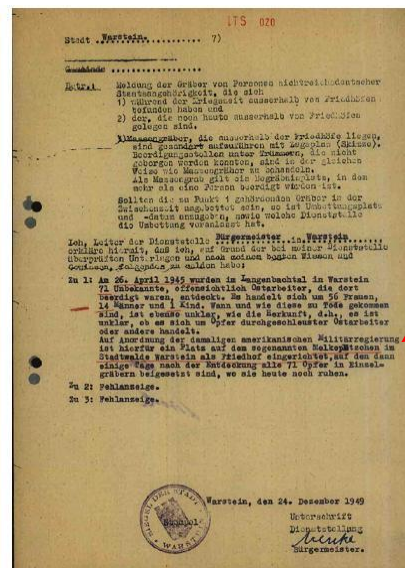 ITS 020
Stadt Warstein. 7)
Gemeinde
Betr.: Meldung der Gräber von Personen nichtreichsdeutscher
Staatsangehörigkeit, die sich
1) während der Kriegszeit ausserhalb von Friedhöfen
befunden haben und
2) der, die noch heute ausserhalb von Friedhöfen
gelegen sind.
3) Massengräber, die ausserhalb der Friedhöfe liegen,
sind gesondert aufzuführen mit Lageplan (Skizze).
Beerdigungsstellen unter Trümmern, die nicht
geborgen werden konnten, sind in der gleichen
Weise wie Massengräber zu behandeln.
Als Massengrab gilt ein Begräbnisplatz, in dem
mehr als eine Person beerdigt worden ist.
Sollten die zu Punkt 1 gehörenden Gräber in der
Zwischenzeit umgebettet sein, so ist Umbettungsplatz
und -datum anzugeben, sowie welche Dienststelle
die Umbettung veranlasst hat.
Ich, Leiter der Dienststelle Bürgermeister in Warstein
erkläre hiermit, daß ich, auf Grund der bei meiner Dienststelle
überprüften Unterlagen und nach meinem besten Wissen und
Gewissen, folgendes zu melden habe:
Zu 1: Am 26. April 1945 wurden im Langenbachtal in Warstein
71 Unbekannte, offensichtlich Ostarbeiter, die dort
beerdigt waren, entdeckt. Es handelt sich um 56 Frauen,
14 Männer und 1 Kind. Wann und wie diese zu Tode gekommen
sind, ist ebenso unklar, wie die Herkunft, d.h., es ist
unklar, ob es sich um Opfer durchgeschleuster Ostarbeiter
oder andere handelt.
Auf Anordnung der damaligen amerikanischen Militärregierung
ist hierfür ein Platz auf dem sogenannten Melkeplätzchen im
Stadtwalde Warstein als Friedhof eingerichtet, auf den dann
einige Tage nach der Entdeckung alle 71 Opfer in Einzel-
gräbern beigesetzt sind, wo sie heute noch ruhen.
Zu 2: Fehlanzeige.
Zu 3: Fehlanzeige.
Warstein, den 24. Dezember 1949
SIEGEL DER STADT WARSTEIN
Stempel
Unterschrift
Dienststellung
Bürgermeister.